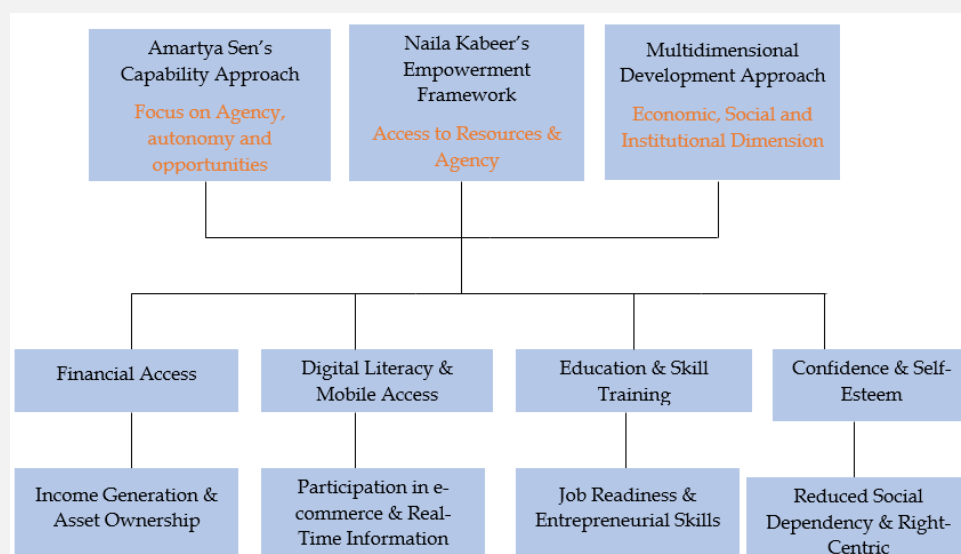 Amartya Sen's
Capability Approach
Focus on Agency,
autonomy and
opportunities
Naila Kabeer's
Empowerment
Framework
Access to Resources &
Agency
Multidimensional
Development Approach
Economic, Social and
Institutional Dimension
Financial Access
Digital Literacy &
Mobile Access
Education & Skill
Training
Confidence & Self-
Esteem
Income Generation &
Asset Ownership
Participation in e-
commerce & Real-
Time Information
Job Readiness &
Entrepreneurial Skills
Reduced Social
Dependency & Right-
Centric